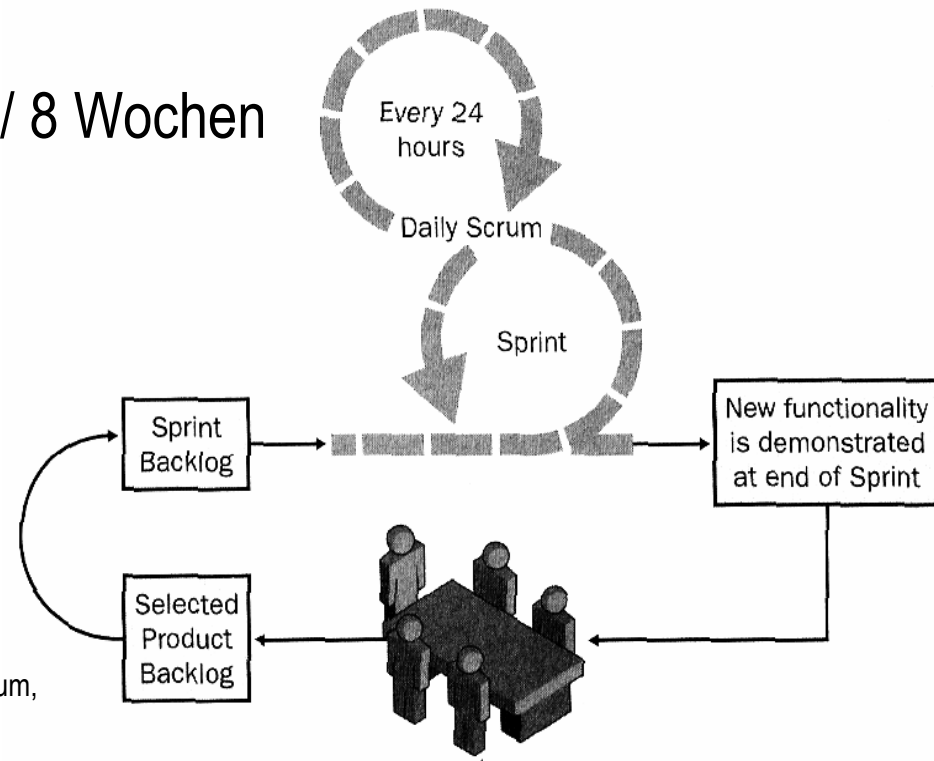 / 8 Wochen
Every 24
hours
Daily Scrum
Sprint
Sprint
Backlog
New functionality
is demonstrated
at end of Sprint
Selected
Product
Backlog
um,